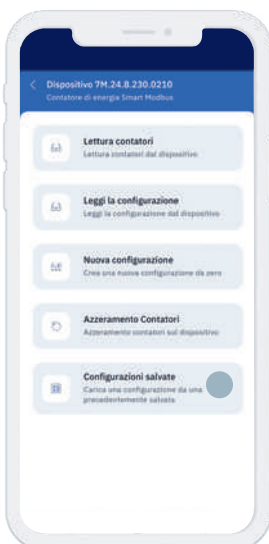 Dispositivo 7M.24.8.230.0210
Contatore di energia Smart Modbus
Lettura contatori
Lettura contatori dal dispositivo
Leggi la configurazione
Leggi la configurazione dal dispositivo
Nuova configurazione
Crea una nuova configurazione da zero
Azzeramento Contatori
Azzeramento contatori sul dispositivo
Configurazioni salvate
Carica una configurazione da una
precedentemente salvata